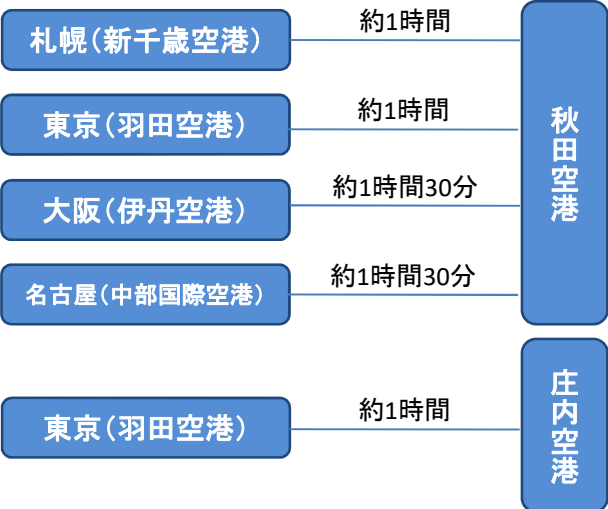 札幌（新千歳空港）
約1時間
東京（羽田空港）
約1時間
大阪（伊丹空港）
約1時間30分
名古屋（中部国際空港）
約1時間30分
秋田空港
東京（羽田空港）
約1時間
庄内空港